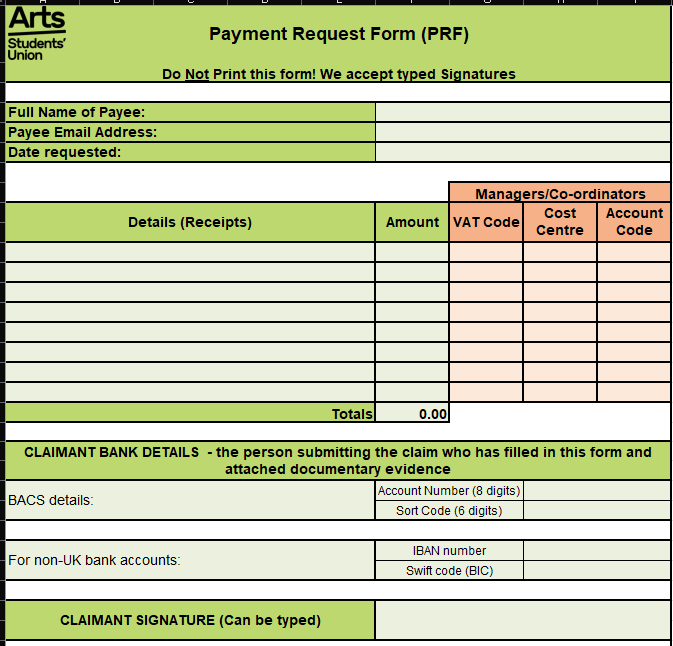 Arts
Students'
Union
Payment Request Form (PRF)
Do Not Print this form! We accept typed Signatures
Full Name of Payee:
Payee Email Address:
Date requested:
Managers/Co-ordinators
Details (Receipts)
Amount
VAT Code
Cost
Centre
Account
Code
Totals
0.00
CLAIMANT BANK DETAILS - the person submitting the claim who has filled in this form and
attached documentary evidence
BACS details:
Account Number (8 digits)
Sort Code (6 digits)
For non-UK bank accounts:
IBAN number
Swift code (BIC)
CLAIMANT SIGNATURE (Can be typed)